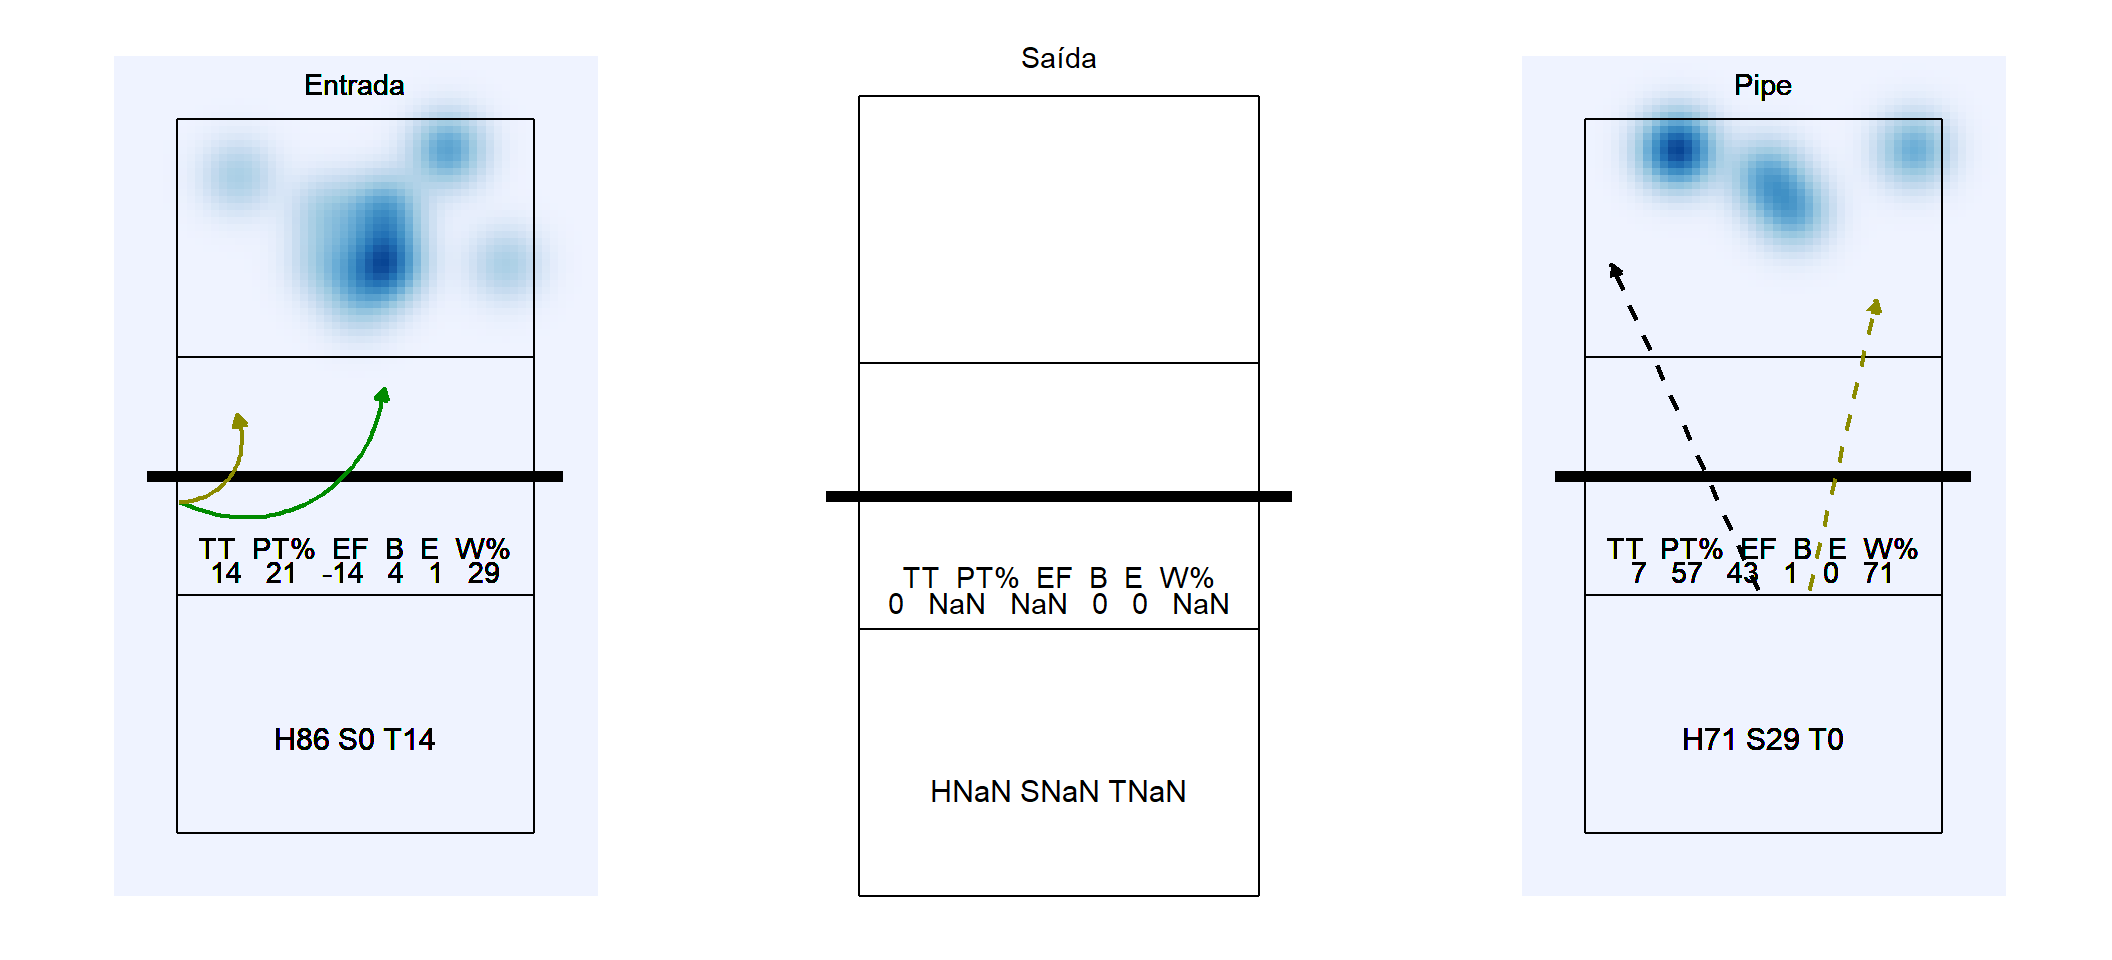 Entrada
TT PT% EF B E W%
14 21 -14 4 1 29
H86 S0 T14
Saída
TT PT% EF B E W%
0 NaN NaN 0 0 NaN
HNaN SNaN TNaN
Pipe
TT PT% EF B E W%
7 57 43 1 0 71
H71 S29 T0